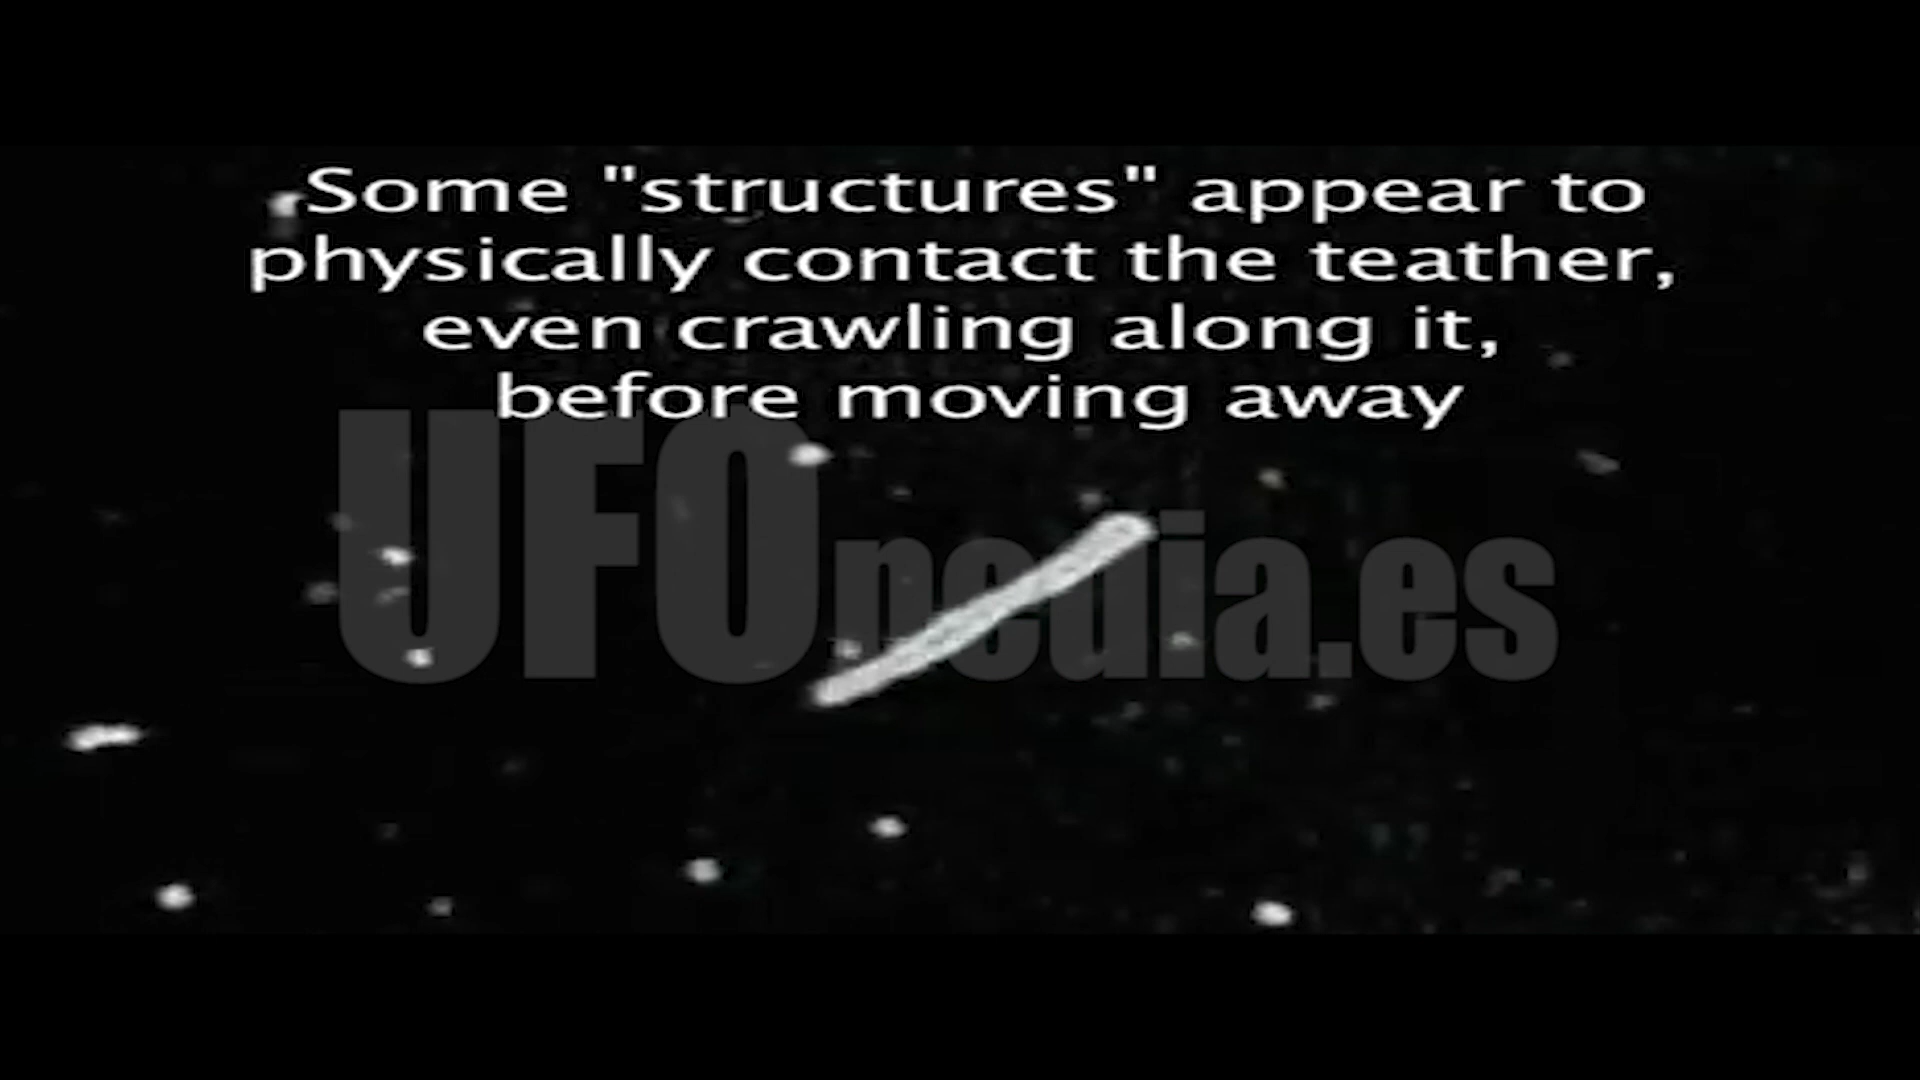 Some "structures" appear to
physically contact the teather,
even crawling along it,
before moving away
UFOpedia.es